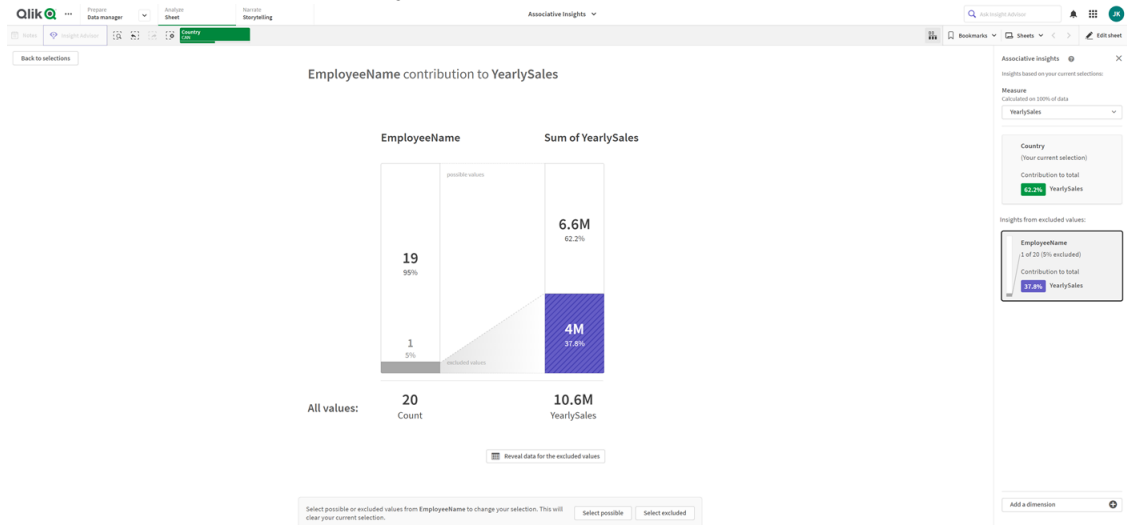 Qlik
Prepare
Data manager
Analyze
Sheet
Narrate
Storytelling
Associative Insights
Ask Insight Advisor
JK
Notes
Insight Advisor
Country
CAN
Bookmarks
Sheets
Edit sheet
Back to selections
EmployeeName contribution to YearlySales
EmployeeName
Sum of YearlySales
possible values
6.6M
62.2%
19
95%
4M
37.8%
1
5%
excluded values
All values:
20
Count
10.6M
YearlySales
Reveal data for the excluded values
Select possible or excluded values from EmployeeName to change your selection. This will
clear your current selection.
Select possible
Select excluded
Associative insights
Insights based on your current selections:
Measure
Calculated on 100% of data
YearlySales
Country
(Your current selection)
Contribution to total
62.2% YearlySales
Insights from excluded values:
EmployeeName
1 of 20 (5% excluded)
Contribution to total
37.8% YearlySales
Add a dimension